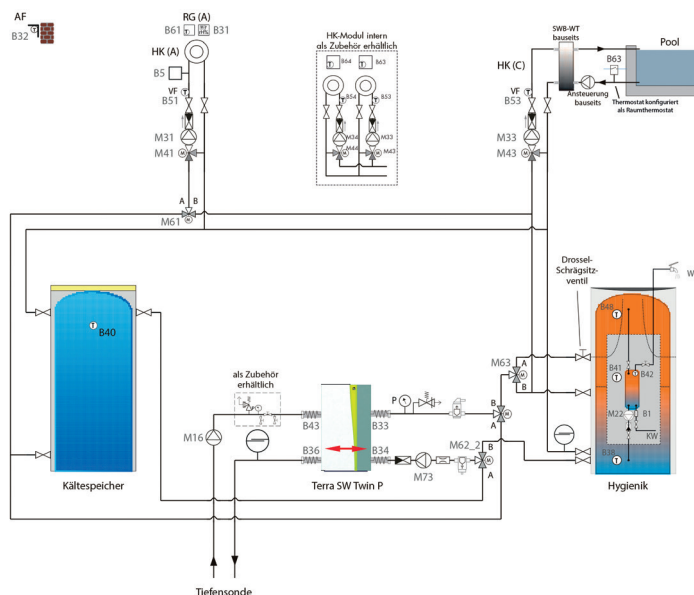 AF
B32
T
RG (A)
B61
T
B31
HK (A)
B5
VF
T
B51
M31
M41
M
A
B
M61
M
HK-Modul intern
als Zubehör erhältlich
T
B64
T
B63
T
B54
T
B53
M34
M33
M44
M
M43
M
SWB-WT
bauseits
B63
T
Pool
HK (C)
VF
T
B53
Ansteuerung
bauseits
Thermostat konfiguriert
als Raumthermostat
M33
M43
M
A
B
Drossel-
Schrägsitz-
ventil
W
T
B40
Kältespeicher
als Zubehör
erhältlich
M16
B43
B36
B33
B34
P
Terra SW Twin P
M73
M62_2
M
B
A
M63
M
A
B
B
A
M
B48
T
B41
T
T
B42
M22
B1
KW
B38
T
Hygienik
Tiefensonde